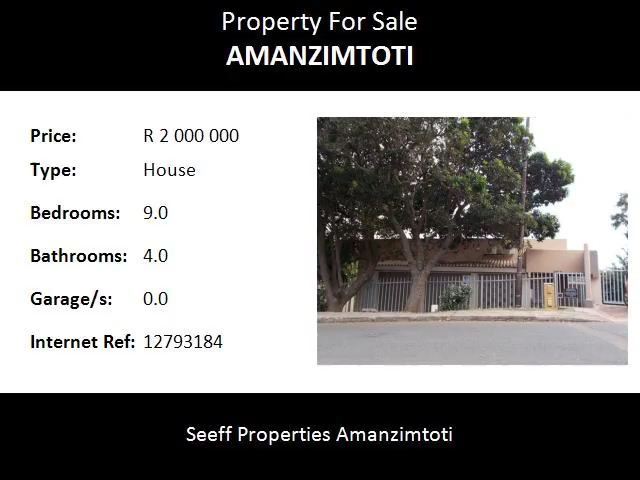 Property For Sale
AMANZIMTOTI
Price: R 2 000 000
Type: House
Bedrooms: 9.0
Bathrooms: 4.0
Garage/s: 0.0
Internet Ref: 12793184
Seeff Properties Amanzimtoti